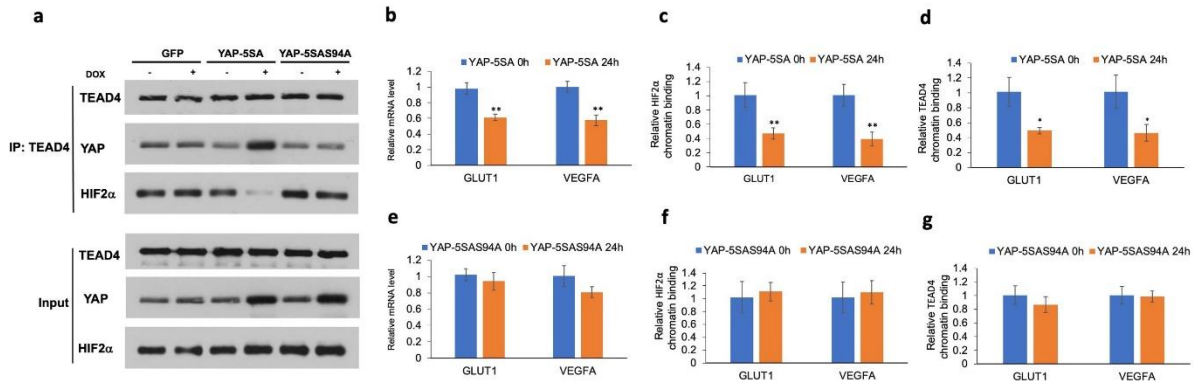 a
GFP YAP-5SA YAP-5SAS94A
DOX - + - + - +
TEAD4
IP: TEAD4 YAP
HIF2α
TEAD4
Input YAP
HIF2α
b
YAP-5SA 0h YAP-5SA 24h
Relative mRNA level
1.2
1
0.8
0.6
0.4
0.2
0
** **
GLUT1 VEGFA
c
YAP-5SA 0h YAP-5SA 24h
Relative HIF2α
chromatin binding
1.4
1.2
1
0.8
0.6
0.4
0.2
0
** **
GLUT1 VEGFA
d
YAP-5SA 0h YAP-5SA 24h
Relative TEAD4
chromatin binding
1.4
1.2
1
0.8
0.6
0.4
0.2
0
* *
GLUT1 VEGFA
e
YAP-5SAS94A 0h YAP-5SAS94A 24h
Relative mRNA level
1.2
1
0.8
0.6
0.4
0.2
0
GLUT1 VEGFA
f
YAP-5SAS94A 0h YAP-5SAS94A 24h
Relative HIF2α
chromatin binding
1.4
1.2
1
0.8
0.6
0.4
0.2
0
GLUT1 VEGFA
g
YAP-5SAS94A 0h YAP-5SAS94A 24h
Relative TEAD4
chromatin binding
1.4
1.2
1
0.8
0.6
0.4
0.2
0
GLUT1 VEGFA